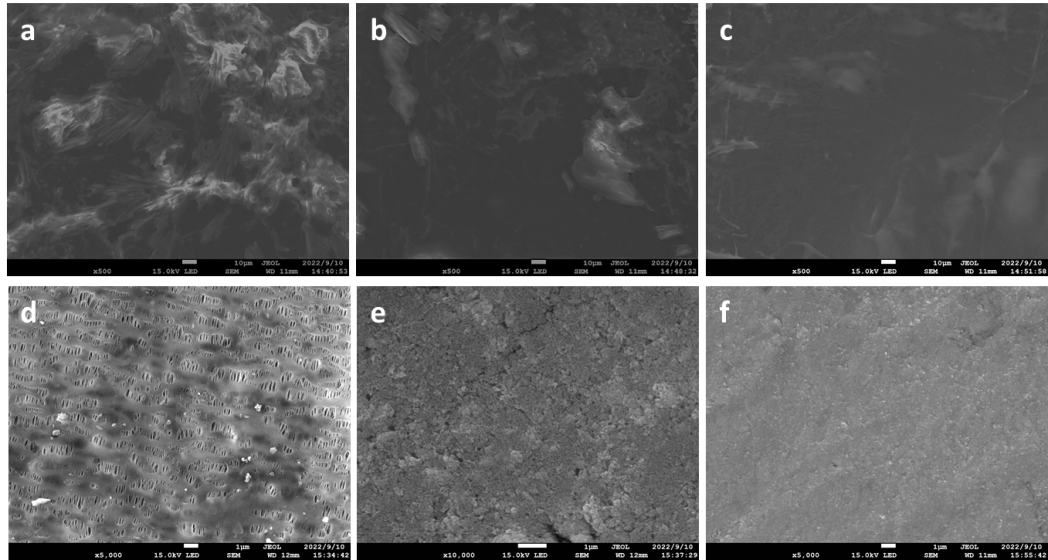 a
10µm JEOL 2022/9/10
x500 15.0kV LED SEM WD 11mm 14:40:53
b
10µm JEOL 2022/9/10
x500 15.0kV LED SEM WD 11mm 14:48:32
c
10µm JEOL 2022/9/10
x500 15.0kV LED SEM WD 11mm 14:51:58
d
1µm JEOL 2022/9/10
x5,000 15.0kV LED SEM WD 12mm 15:34:42
e
1µm JEOL 2022/9/10
x10,000 15.0kV LED SEM WD 12mm 15:37:29
f
1µm JEOL 2022/9/10
x5,000 15.0kV LED SEM WD 11mm 15:55:42